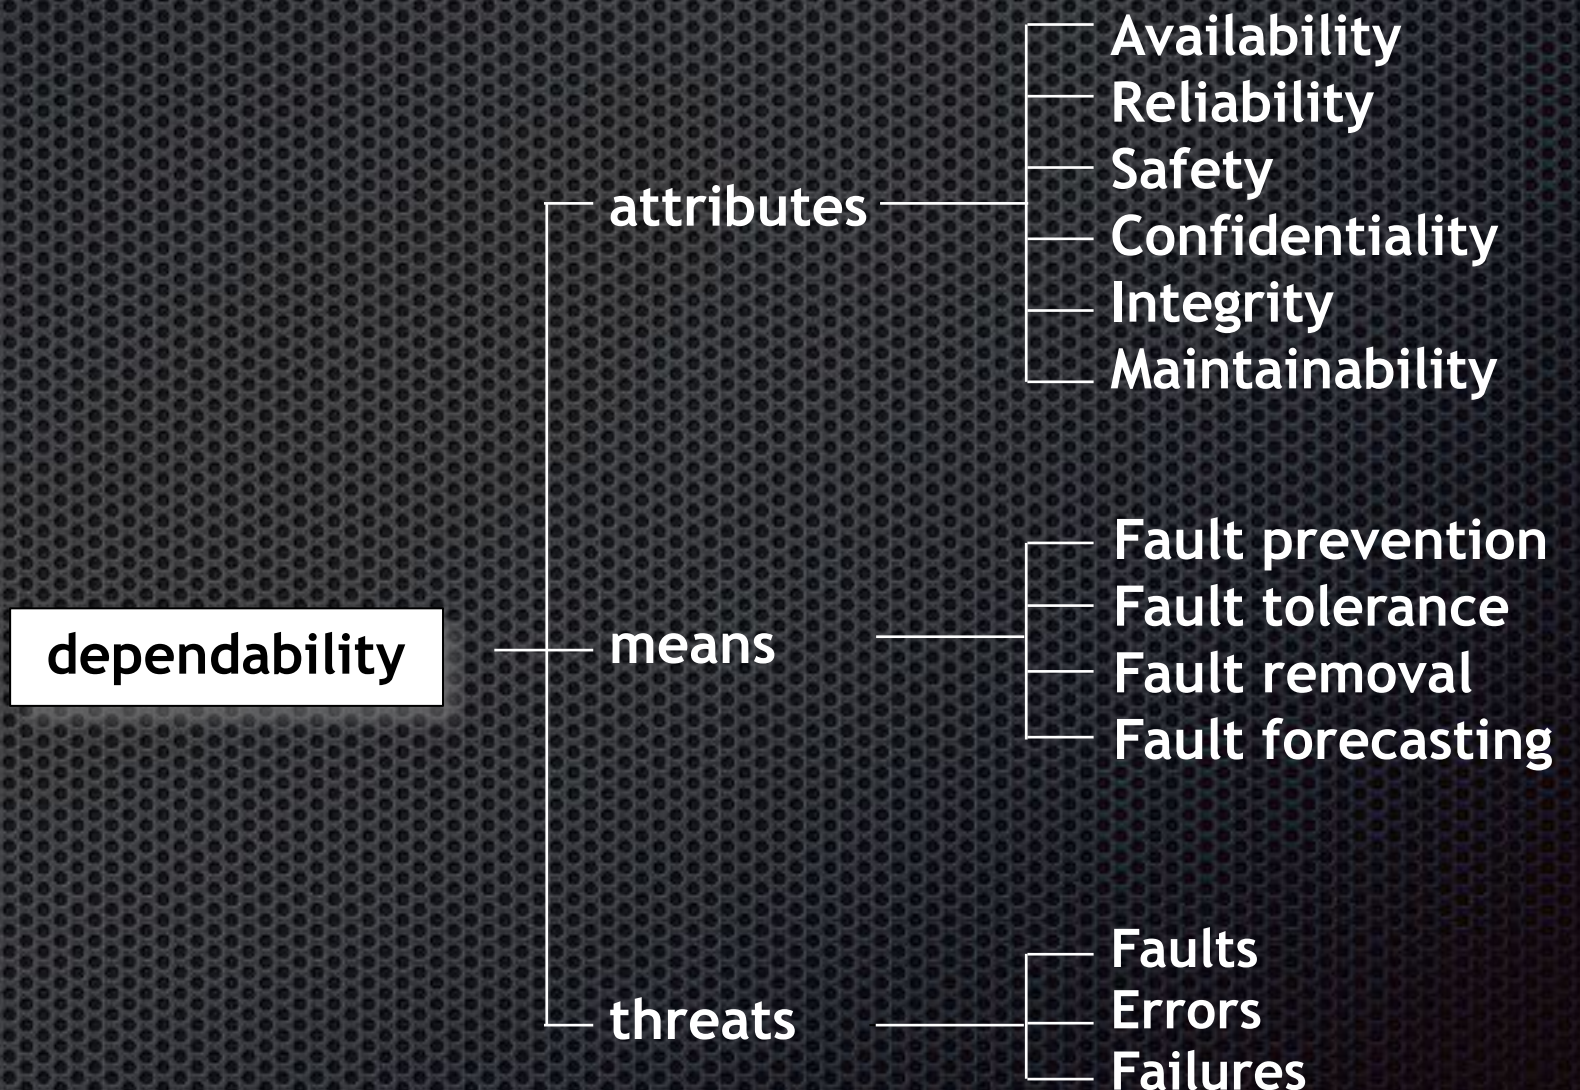 dependability
attributes
Availability
Reliability
Safety
Confidentiality
Integrity
Maintainability
means
Fault prevention
Fault tolerance
Fault removal
Fault forecasting
threats
Faults
Errors
Failures